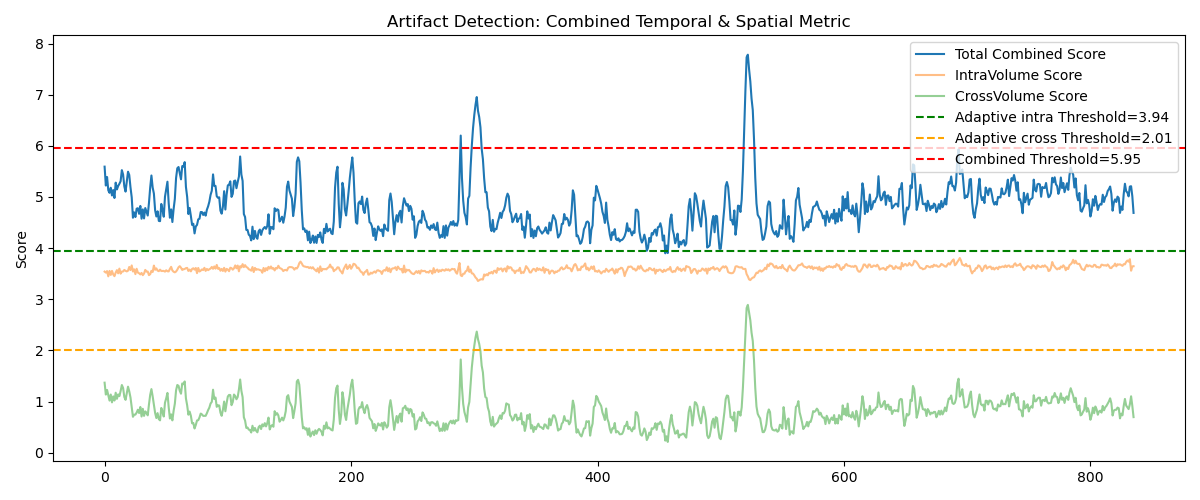 Artifact Detection: Combined Temporal & Spatial Metric
Score
8
7
6
5
4
3
2
1
0
0
200
400
600
800
Total Combined Score
IntraVolume Score
CrossVolume Score
Adaptive intra Threshold=3.94
Adaptive cross Threshold=2.01
Combined Threshold=5.95